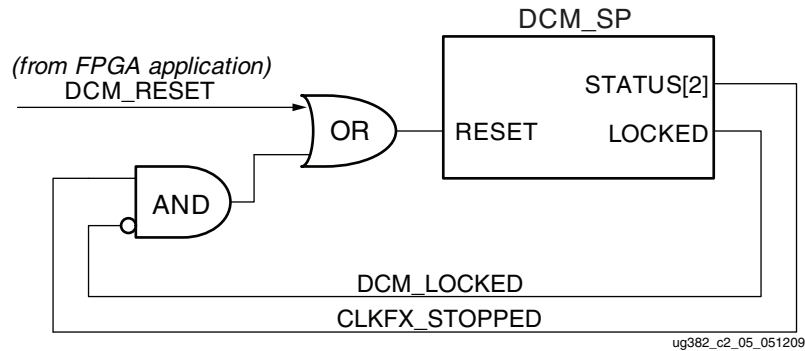 DCM_SP
(from FPGA application)
DCM_RESET
STATUS[2]
OR
RESET
LOCKED
AND
DCM_LOCKED
CLKFX_STOPPED
ug382_c2_05_051209